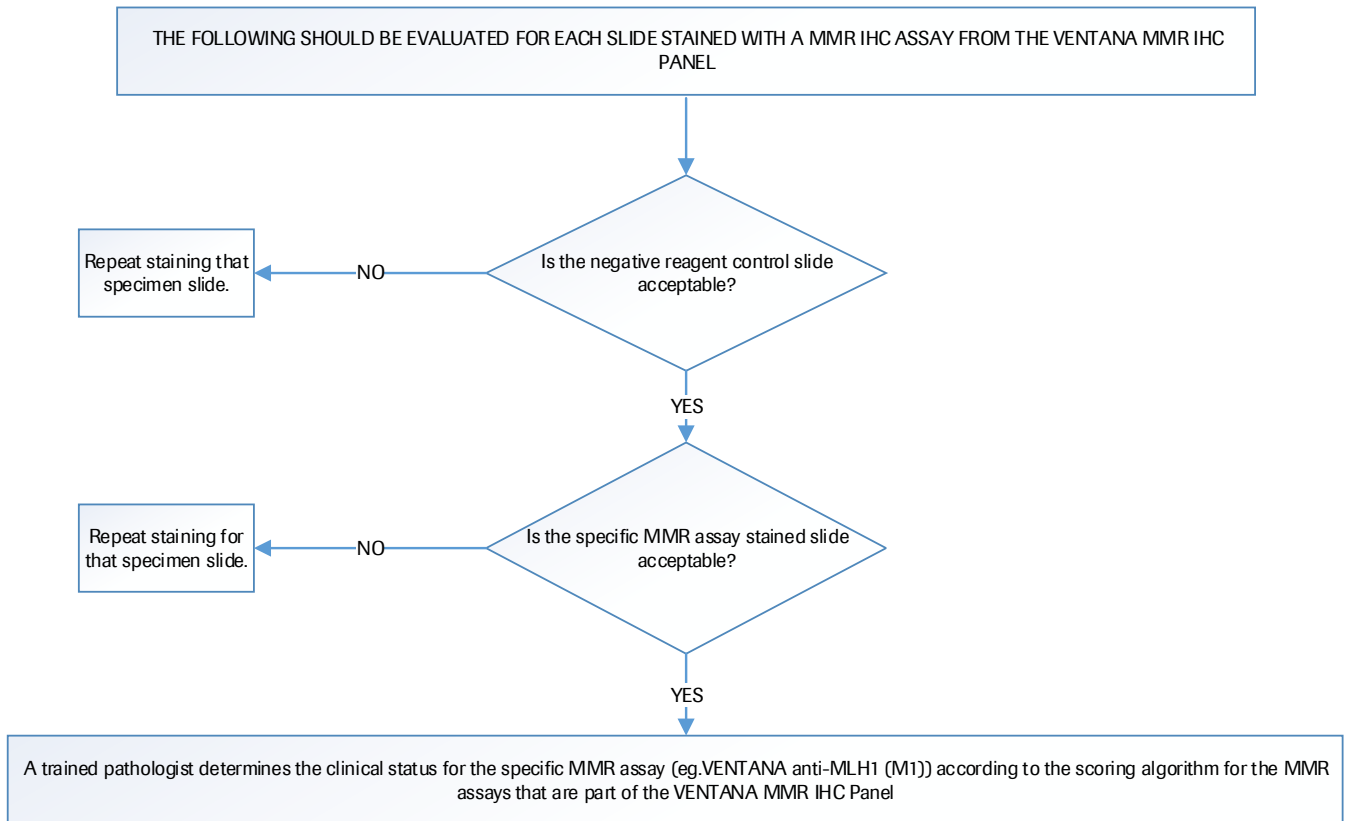 THE FOLLOWING SHOULD BE EVALUATED FOR EACH SLIDE STAINED WITH A MMR IHC ASSAY FROM THE VENTANA MMR IHC
PANEL
Is the negative reagent control slide
acceptable?
NO
Repeat staining that
specimen slide.
YES
Is the specific MMR assay stained slide
acceptable?
NO
Repeat staining for
that specimen slide.
YES
A trained pathologist determines the clinical status for the specific MMR assay (eg.VENTANA anti-MLH1 (M1)) according to the scoring algorithm for the MMR
assays that are part of the VENTANA MMR IHC Panel